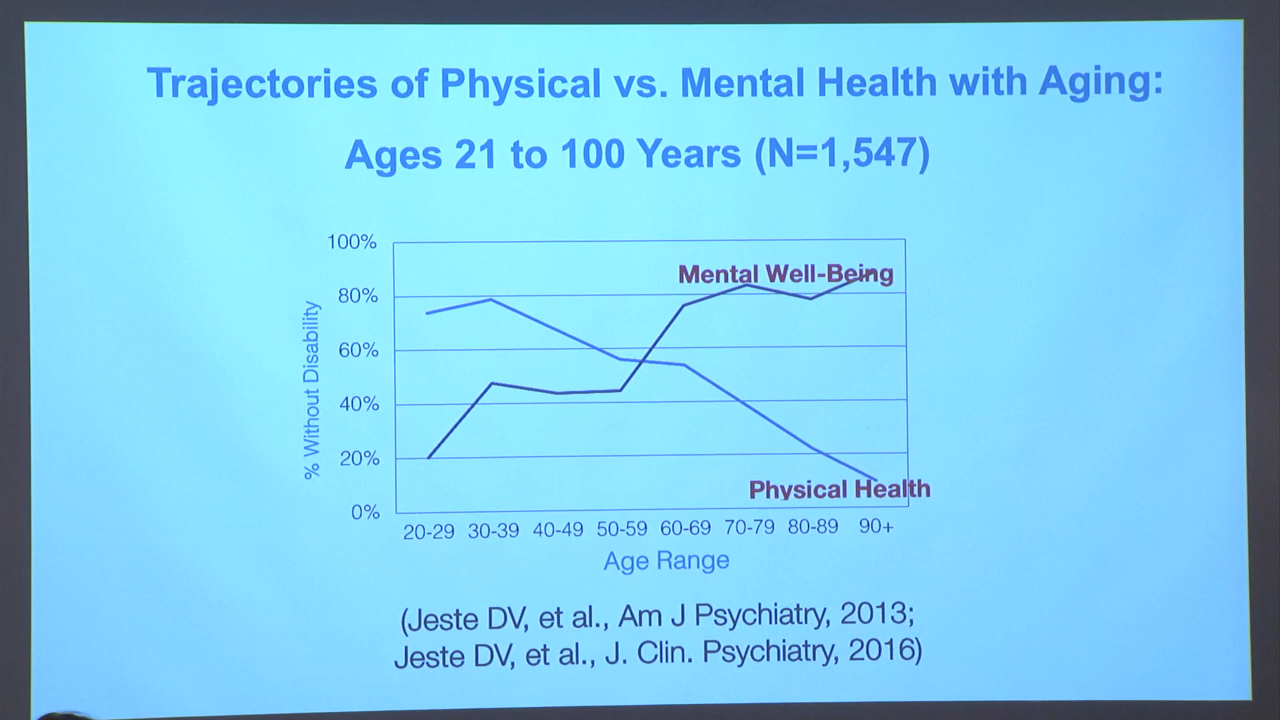 Trajectories of Physical vs. Mental Health with Aging:
Ages 21 to 100 Years (N=1,547)
100%
80%
60%
40%
20%
0%
% Without Disability
Mental Well-Being
Physical Health
20-29 30-39 40-49 50-59 60-69 70-79 80-89 90+
Age Range
(Jeste DV, et al., Am J Psychiatry, 2013;
Jeste DV, et al., J. Clin. Psychiatry, 2016)